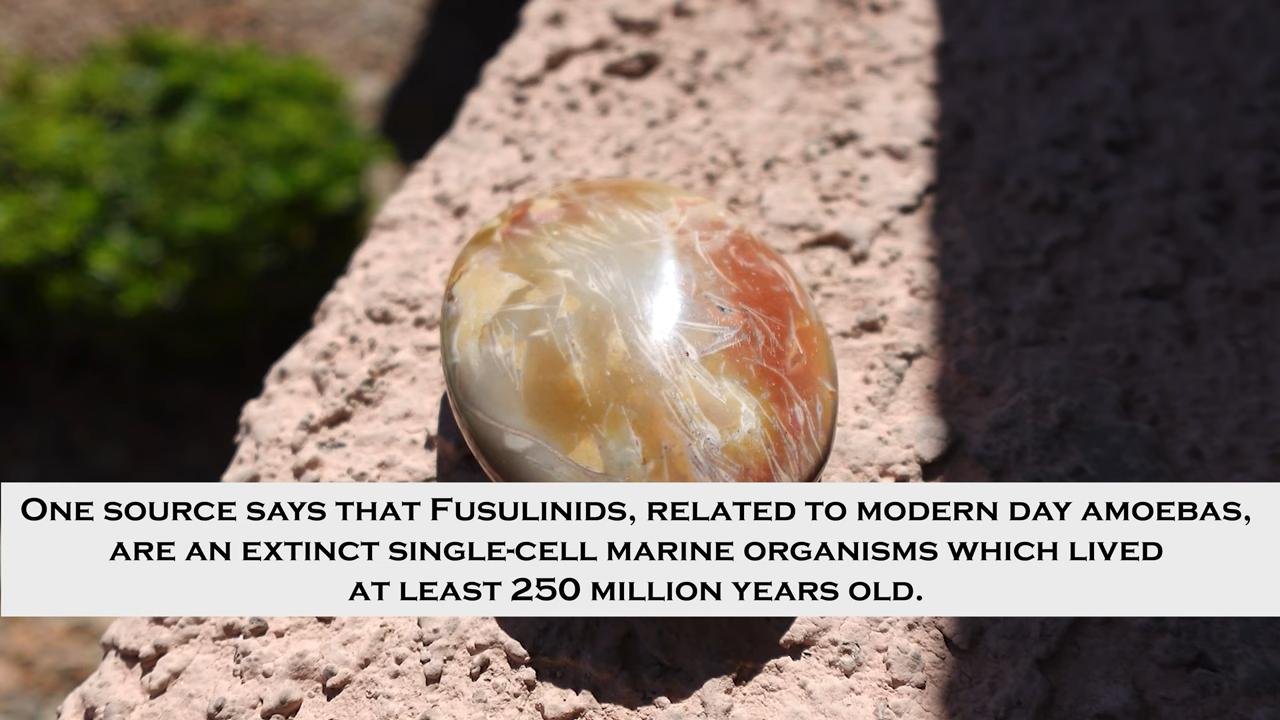 One source says that Fusulinids, related to modern day amoebas,
are an extinct single-cell marine organisms which lived
at least 250 million years old.